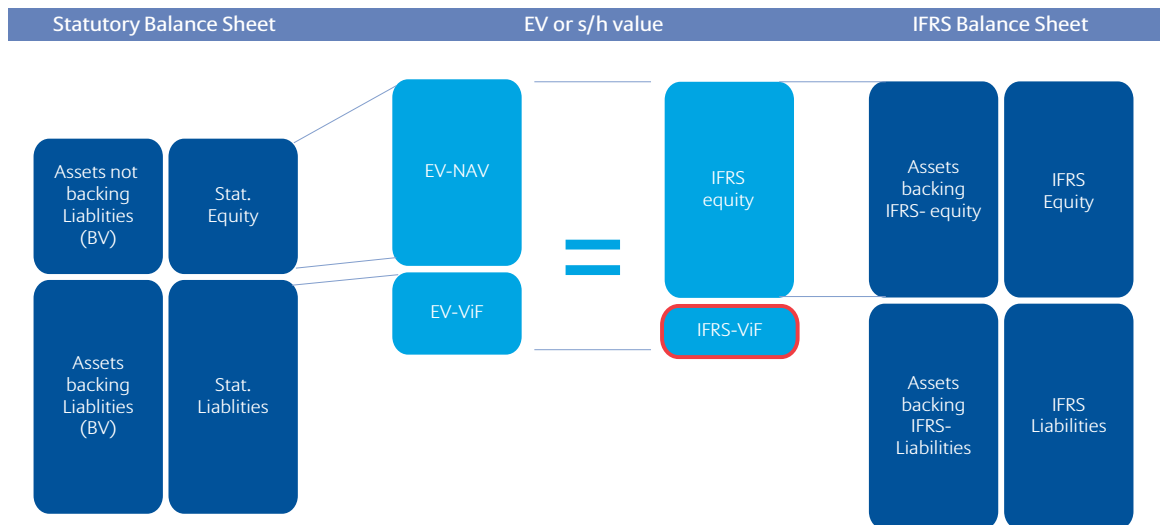 Statutory Balance Sheet
EV or s/h value
IFRS Balance Sheet
Assets not
backing
Liablities
(BV)
Stat.
Equity
EV-NAV
=
IFRS
equity
Assets
backing
IFRS- equity
IFRS
Equity
EV-ViF
IFRS-ViF
Assets
backing
Liablities
(BV)
Stat.
Liablities
Assets
backing
IFRS-
Liabilities
IFRS
Liabilities